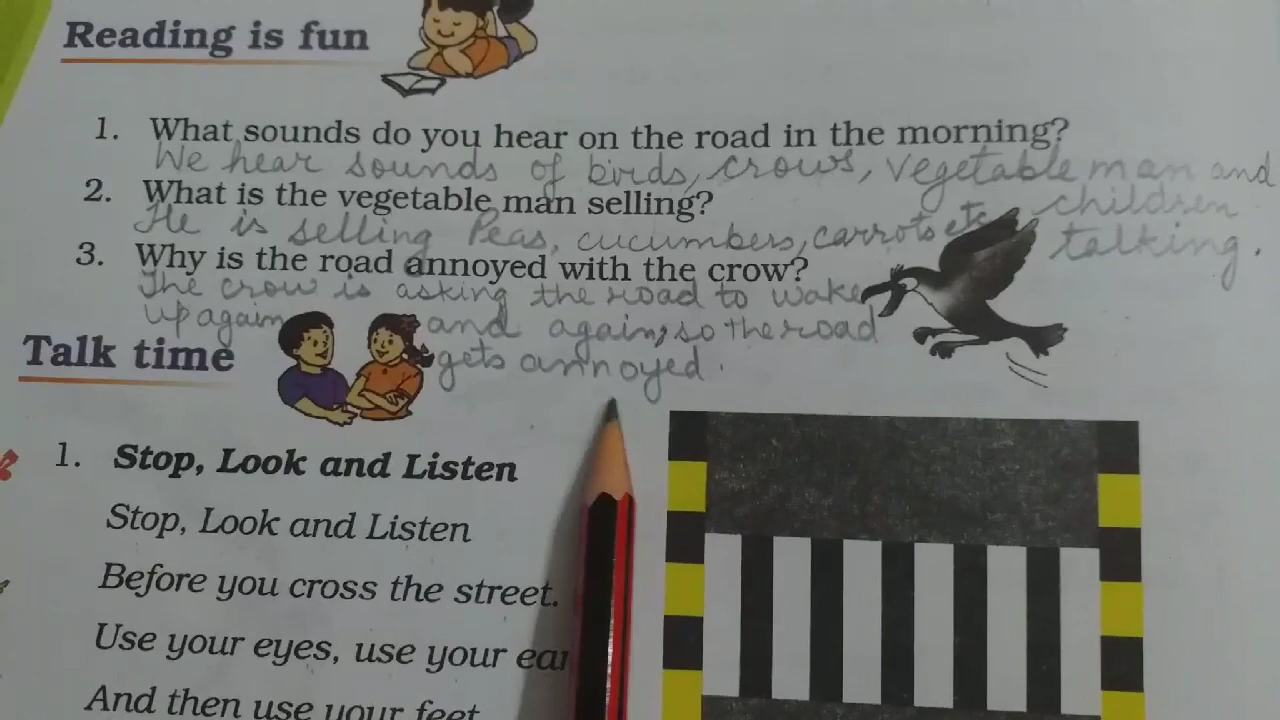 Reading is fun
1. What sounds do you hear on the road in the morning?
We hear sounds of birds, crows, vegetable man and children talking.
2. What is the vegetable man selling?
He is selling Peas, cucumbers, carrots etc
3. Why is the road annoyed with the crow?
The crow is asking the road to wake
up again and again, so the road
gets annoyed.
Talk time
1. Stop, Look and Listen
Stop, Look and Listen
Before you cross the street.
Use your eyes, use your ear
And then use your feet